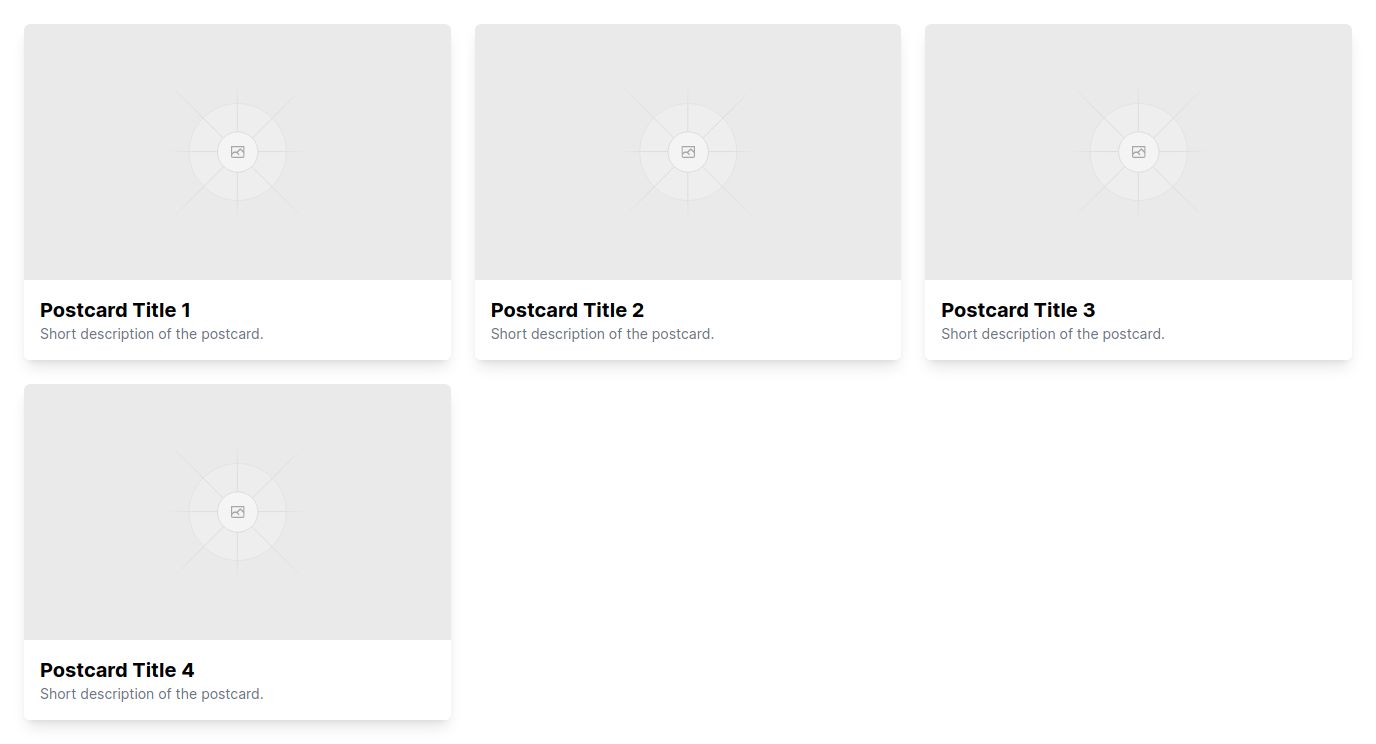 Postcard Title 1
Short description of the postcard.
Postcard Title 2
Short description of the postcard.
Postcard Title 3
Short description of the postcard.
Postcard Title 4
Short description of the postcard.